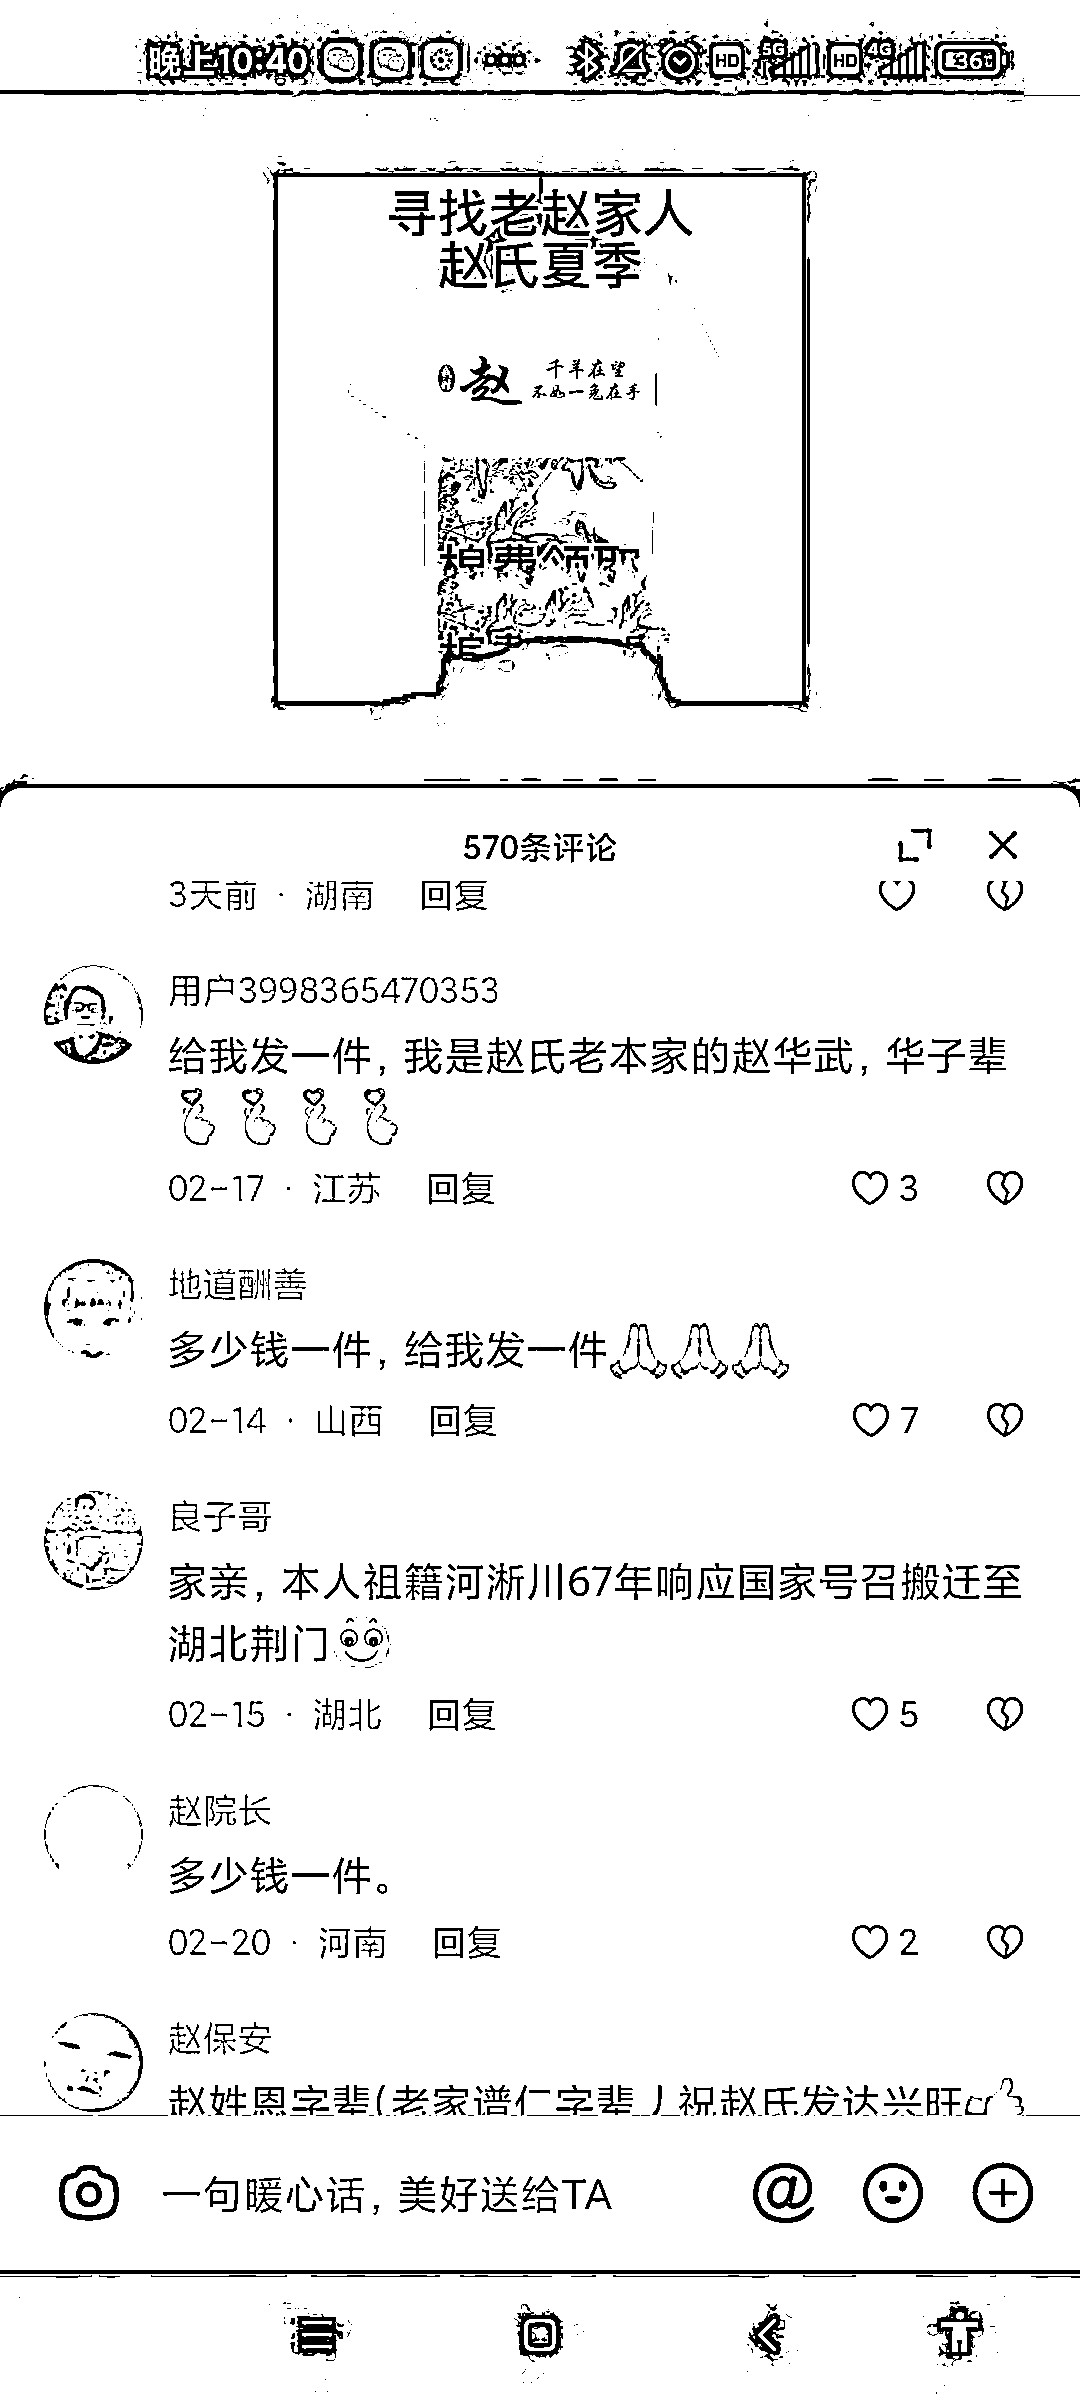 晚上10:40
HD 5G HD 4G 36
寻找老赵家人
赵氏夏季
赵
千羊在望
不如一兔在手
570条评论
3天前 · 湖南 回复
用户3998365470353
给我发一件, 我是赵氏老本家的赵华武, 华子辈
02-17 · 江苏 回复 3
地道酬善
多少钱一件, 给我发一件🙏🙏🙏
02-14 · 山西 回复 7
良子哥
家亲, 本人祖籍河淅川67年响应国家号召搬迁至
湖北荆门
02-15 · 湖北 回复 5
赵院长
多少钱一件。
02-20 · 河南 回复 2
赵保安
赵姓恩字辈(老家谱仁字辈丿祝赵氏发达兴旺👍
一句暖心话, 美好送给TA